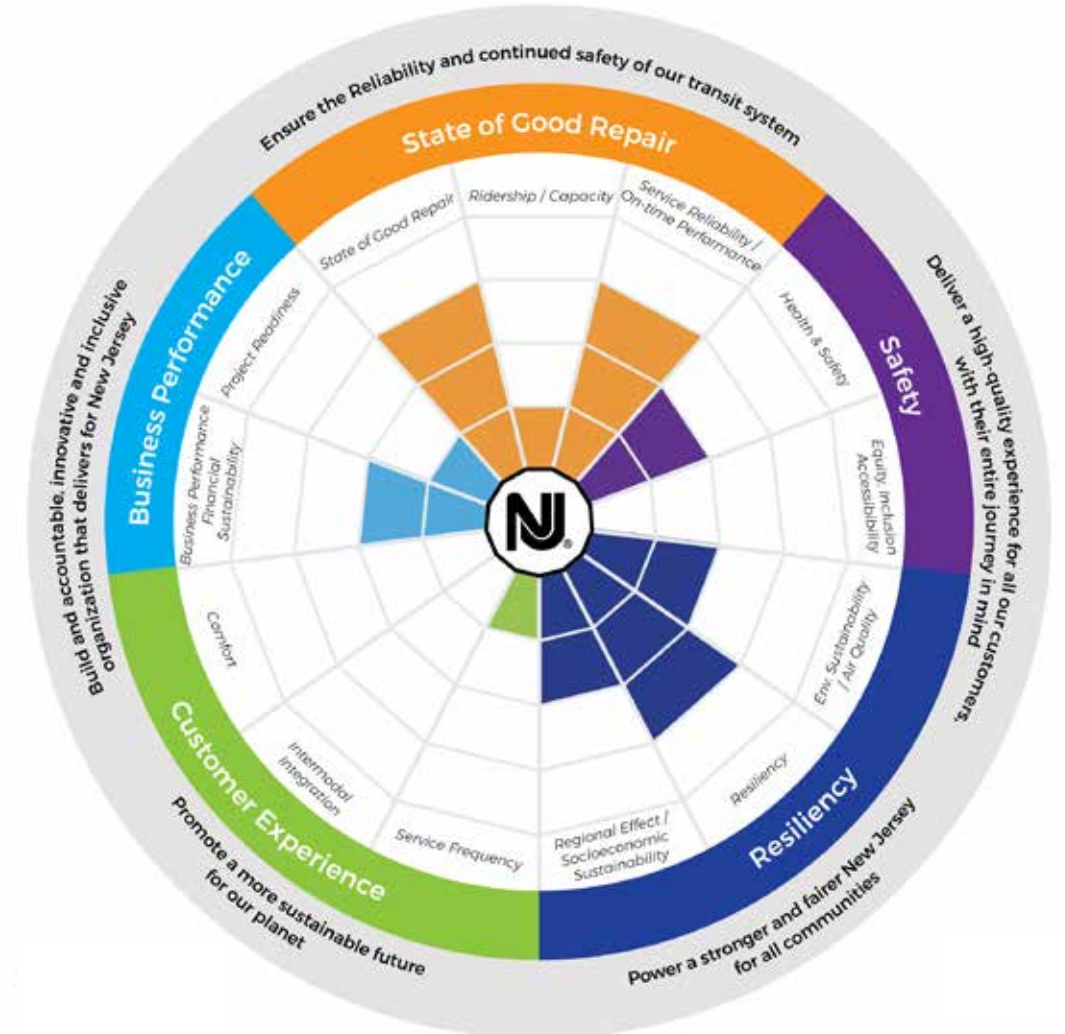 Ensure the Reliability and continued safety of our transit system
State of Good Repair
State of Good Repair
Ridership / Capacity
Service Reliability /
On-time Performance
Safety
Health & Safety
Equity, Inclusion
Accessibibility
Deliver a high-quality experience for all our customers,
with their entire journey in mind
Resiliency
Env. Sustainability
/ Air Quality
Resiliency
Regional Effect /
Socioeconomic
Sustainability
Power a stronger and fairer New Jersey
for all communities
Customer Experience
Service Frequency
Intermodal
Integration
Comfort
Promote a more sustainable future
for our planet
Business Performance
Business Performance
Financial
Sustainability
Project Readiness
Build and accountable, innovative and inclusive
organization that delivers for New Jersey
NJ®